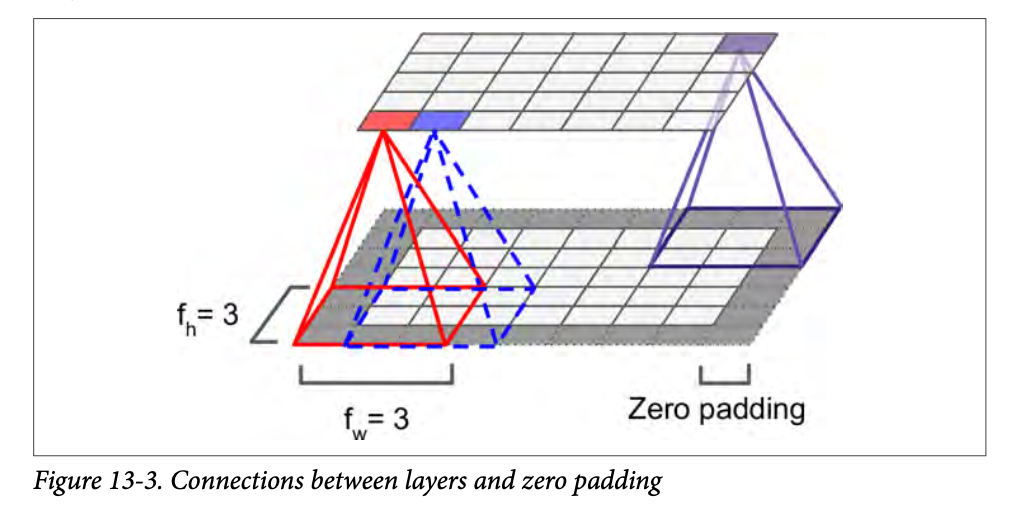 f_h= 3
f_w= 3
Zero padding
Figure 13-3. Connections between layers and zero padding